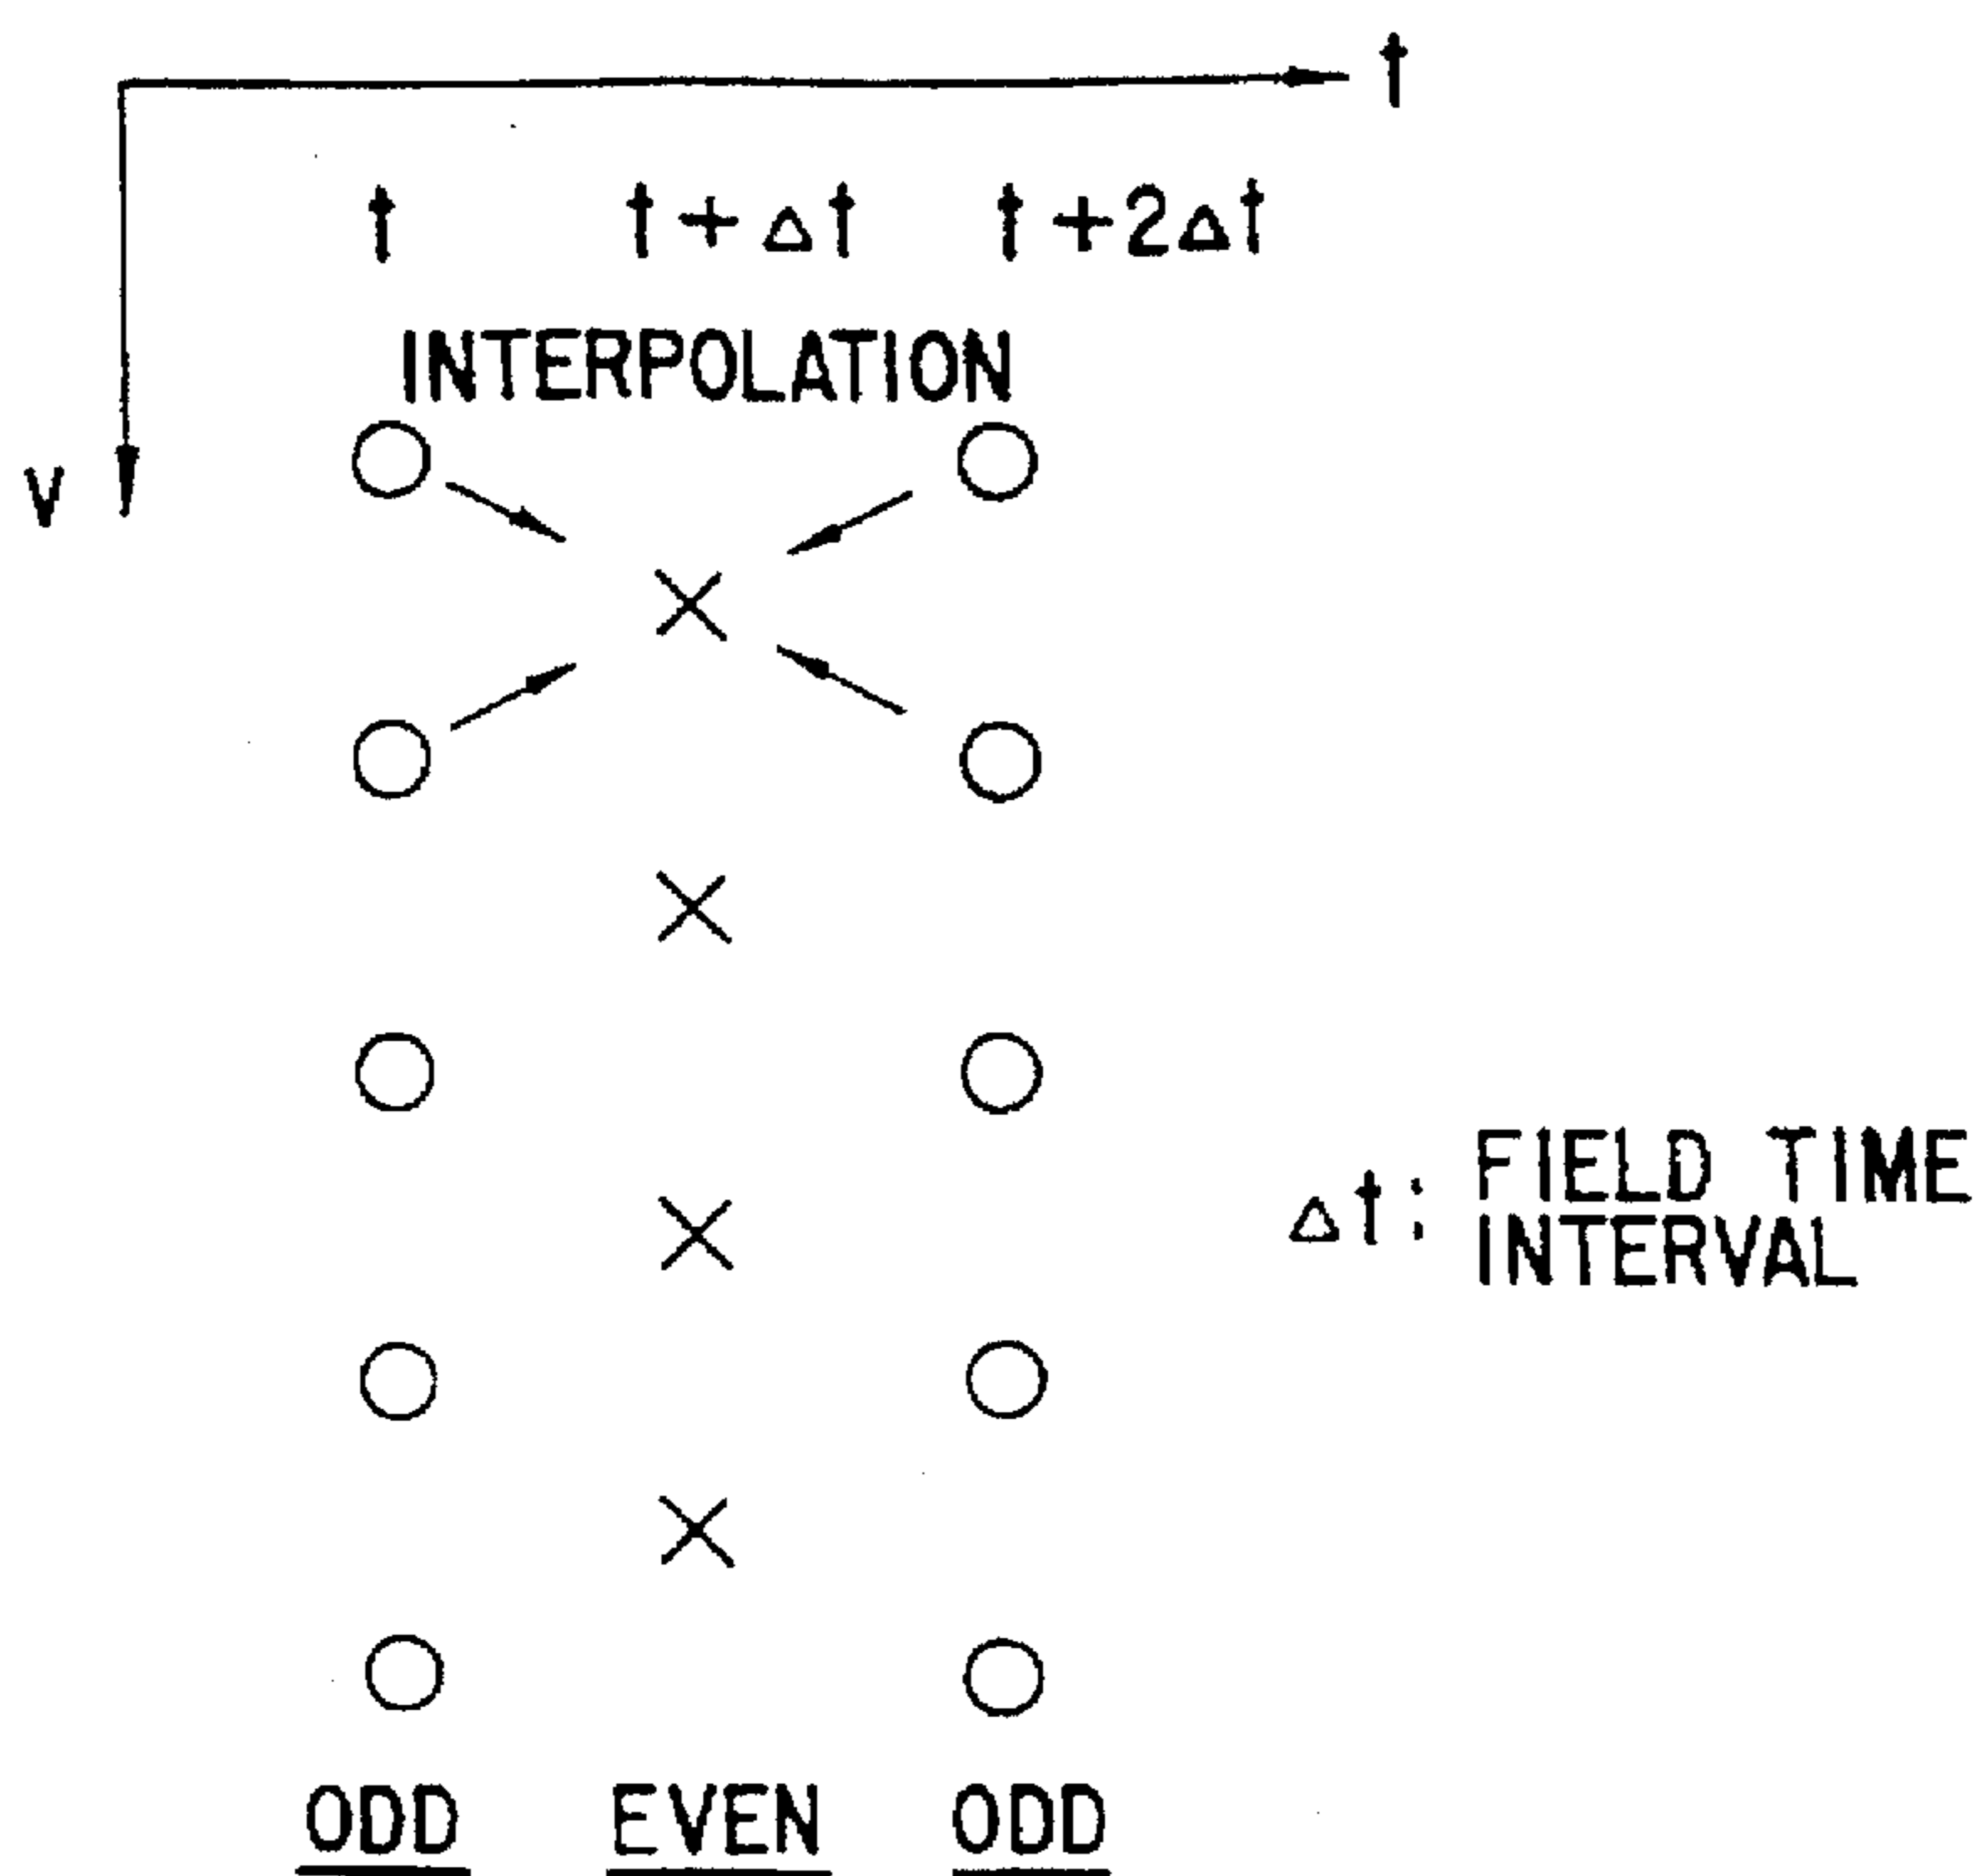 t
t t+Δt t+2Δt
INTERPOLATION
V
Δt: FIELD TIME
INTERVAL
ODD EVEN ODD